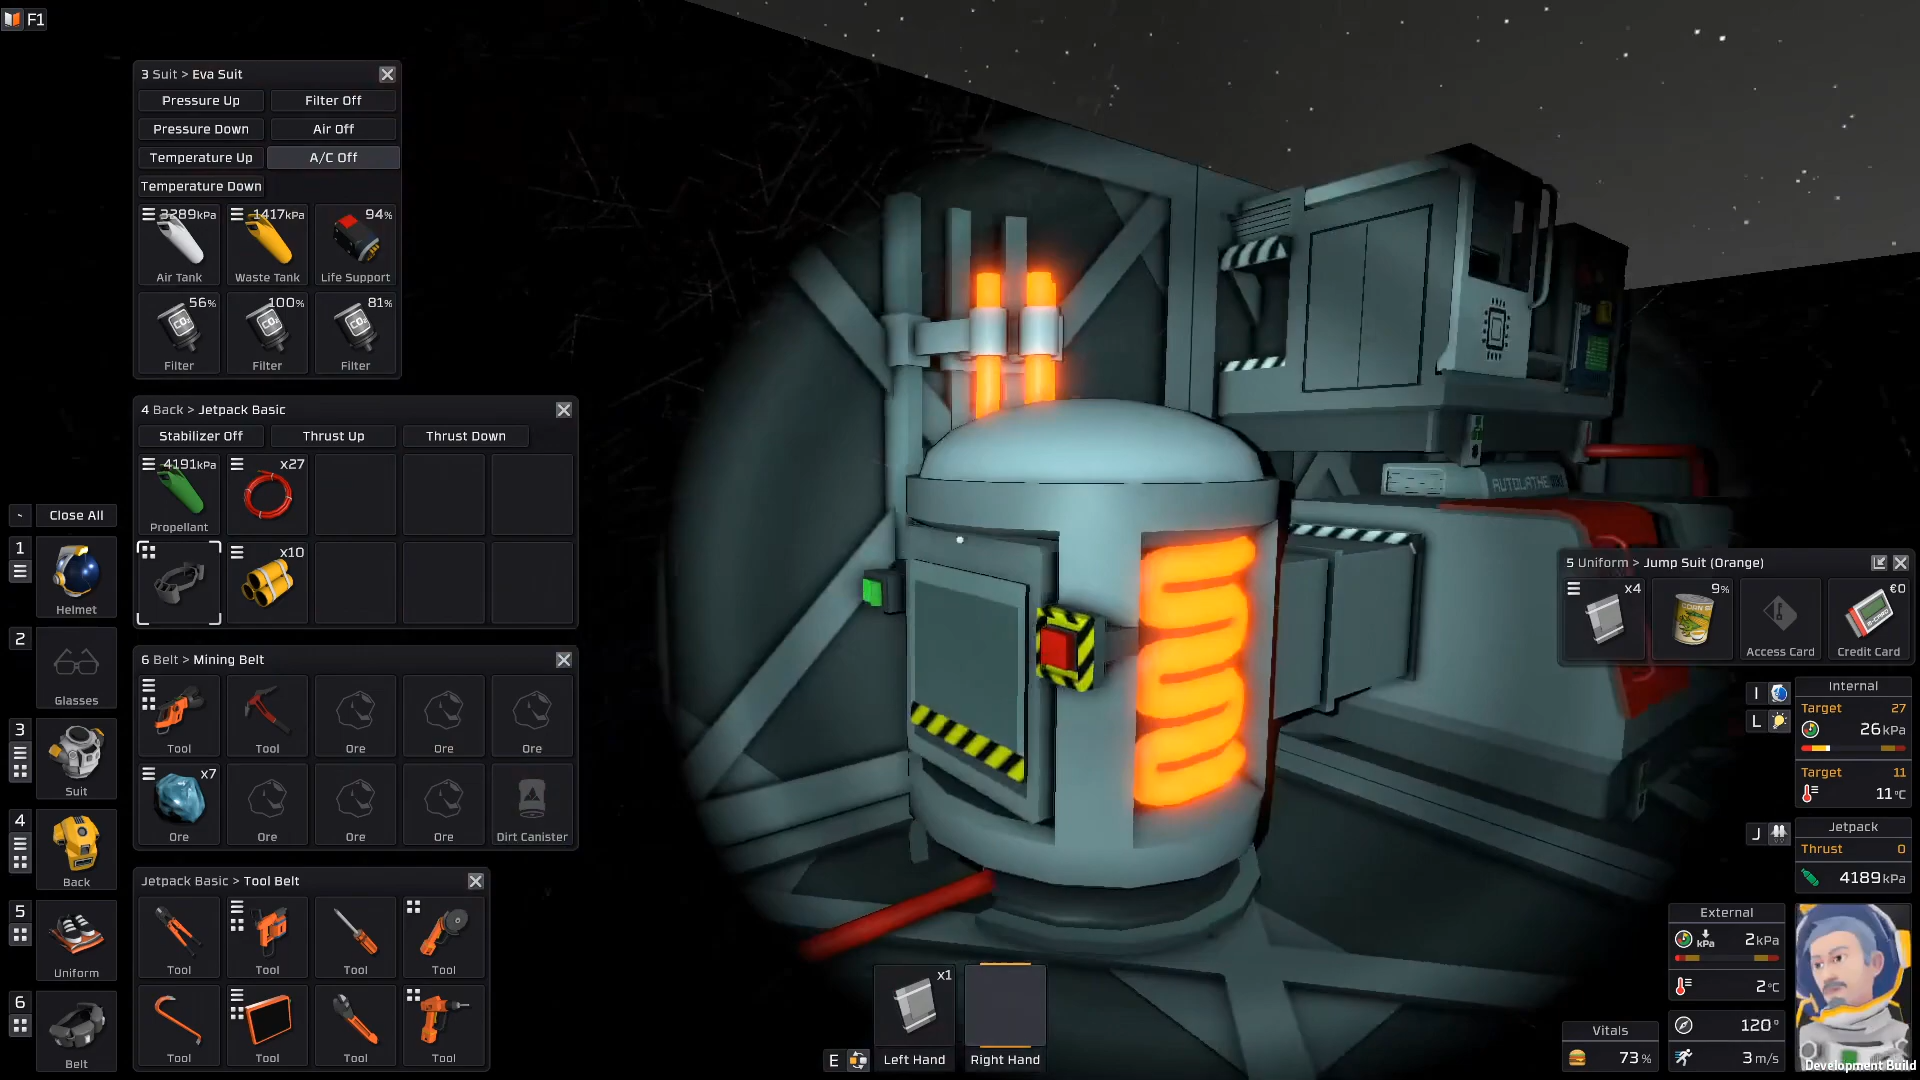 F1
3 Suit > Eva Suit
Pressure Up
Filter Off
Pressure Down
Air Off
Temperature Up
A/C Off
Temperature Down
3289kPa
1417kPa
94%
Air Tank
Waste Tank
Life Support
56%
100%
81%
CO₂
CO₂
CO₂
Filter
Filter
Filter
4 Back > Jetpack Basic
Stabilizer Off
Thrust Up
Thrust Down
4191kPa
x27
Propellant
x10
~
Close All
1
Helmet
2
Glasses
3
Suit
4
Back
5
Uniform
6
Belt
6 Belt > Mining Belt
Tool
Tool
Ore
Ore
Ore
x7
Ore
Ore
Ore
Ore
Dirt Canister
Jetpack Basic > Tool Belt
Tool
Tool
Tool
Tool
Tool
Tool
Tool
Tool
AUTOLATHE
x1
E
Left Hand
Right Hand
5 Uniform > Jump Suit (Orange)
x4
9%
€0
CORN
Access Card
Credit Card
I
L
Internal
Target 27
26kPa
Target 11
11°C
J
Jetpack
Thrust 0
4189kPa
External
kPa
2kPa
2°C
120°
3m/s
Vitals
73%
Development Build